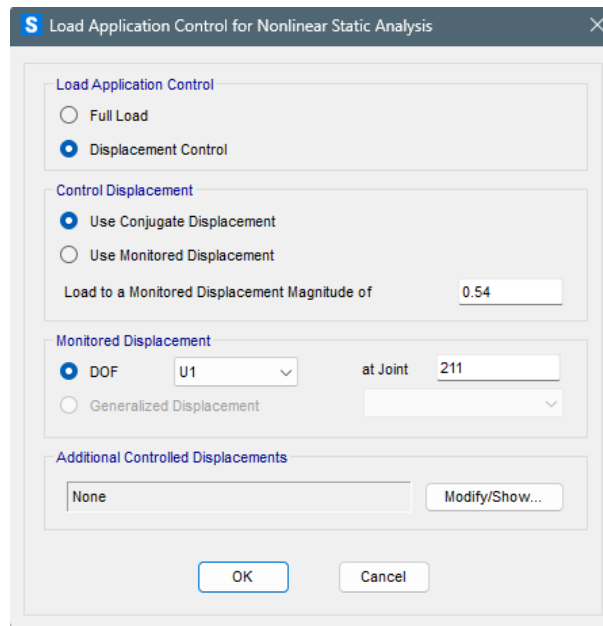 S Load Application Control for Nonlinear Static Analysis
Load Application Control
Full Load
Displacement Control
Control Displacement
Use Conjugate Displacement
Use Monitored Displacement
Load to a Monitored Displacement Magnitude of 0.54
Monitored Displacement
DOF U1 at Joint 211
Generalized Displacement
Additional Controlled Displacements
None Modify/Show...
OK Cancel